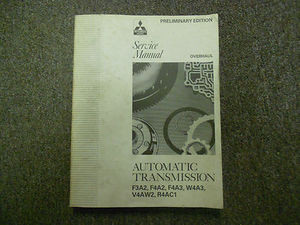 PRELIMINARY EDITION
Service
Manual
OVERHAUL
AUTOMATIC
TRANSMISSION
F3A2, F4A2, F4A3, W4A3,
V4AW2, R4AC1